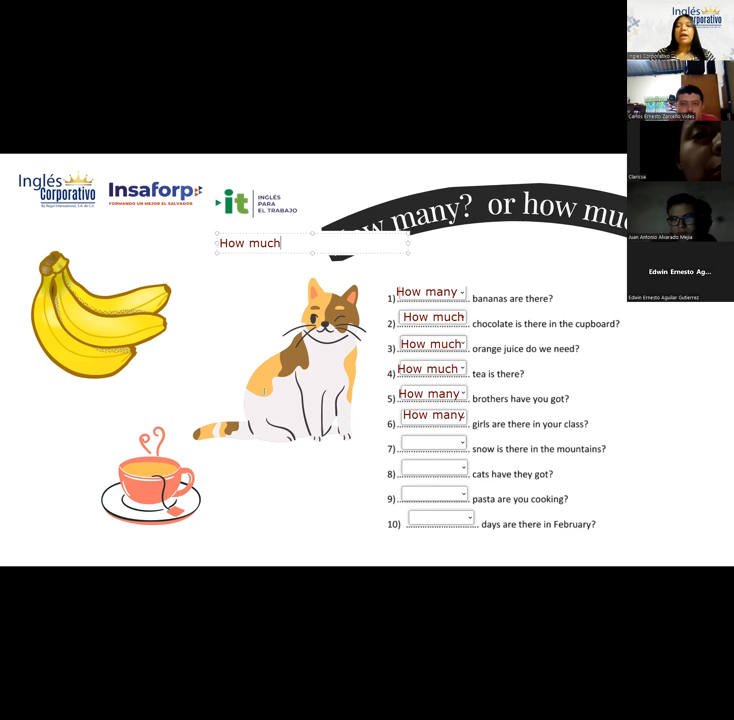 Inglés
Corporativo
Ingles Corporativo
Carlos Ernesto Zarceño Vides
Clarissa
Juan Antonio Alvarado Mejia
Edwin Ernesto Ag...
Edwin Ernesto Aguilar Gutierrez
Inglés
Corporativo
Insaforp
FORMANDO UN MEJOR EL SALVADOR
it
INGLÉS
PARA
EL TRABAJO
how many? or how mu
How much
1) How many bananas are there?
2) How much chocolate is there in the cupboard?
3) How much orange juice do we need?
4) How much tea is there?
5) How many brothers have you got?
6) How many girls are there in your class?
7) snow is there in the mountains?
8) cats have they got?
9) pasta are you cooking?
10) days are there in February?